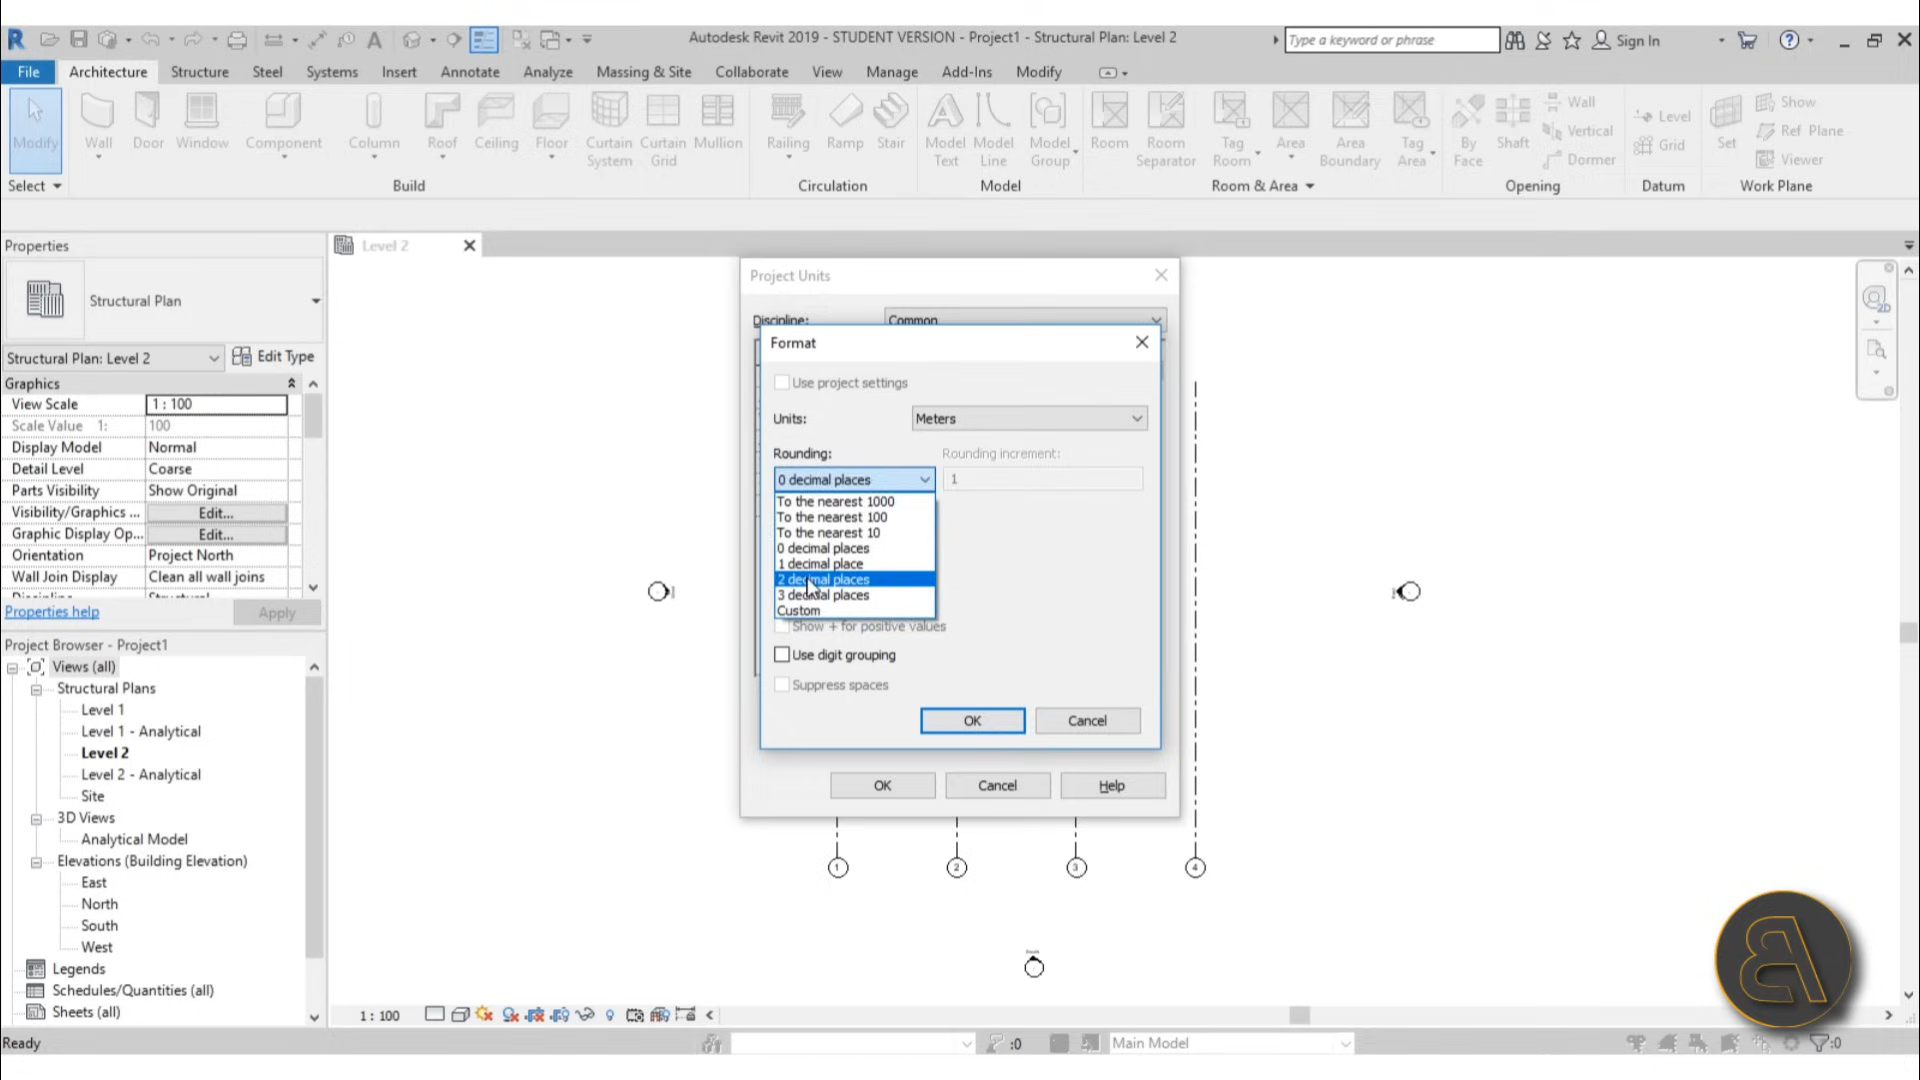 Autodesk Revit 2019 - STUDENT VERSION - Project1 - Structural Plan: Level 2
Type a keyword or phrase
Sign In
File Architecture Structure Steel Systems Insert Annotate Analyze Massing & Site Collaborate View Manage Add-Ins Modify
Modify
Wall
Door
Window
Component
Column
Roof
Ceiling
Floor
Curtain System
Curtain Grid
Mullion
Railing
Ramp
Stair
Model Text
Model Line
Model Group
Room
Room Separator
Tag Room
Area
Area Boundary
Tag Area
By Face
Shaft
Wall
Vertical
Dormer
Level
Grid
Set
Show
Ref Plane
Viewer
Select
Build
Circulation
Model
Room & Area
Opening
Datum
Work Plane
Properties
Level 2
Structural Plan
Structural Plan: Level 2
Edit Type
Graphics
View Scale 1 : 100
Scale Value 1: 100
Display Model Normal
Detail Level Coarse
Parts Visibility Show Original
Visibility/Graphics ... Edit...
Graphic Display Op... Edit...
Orientation Project North
Wall Join Display Clean all wall joins
Properties help
Apply
Project Browser - Project1
Views (all)
Structural Plans
Level 1
Level 1 - Analytical
Level 2
Level 2 - Analytical
Site
3D Views
Analytical Model
Elevations (Building Elevation)
East
North
South
West
Legends
Schedules/Quantities (all)
Sheets (all)
Project Units
Discipline: Common
Format
Use project settings
Units: Meters
Rounding: Rounding increment:
0 decimal places 1
To the nearest 1000
To the nearest 100
To the nearest 10
0 decimal places
1 decimal place
2 decimal places
3 decimal places
Custom
Show + for positive values
Use digit grouping
Suppress spaces
OK Cancel
OK Cancel Help
1 2 3 4
2D
1 : 100
Ready
:0
Main Model
:0